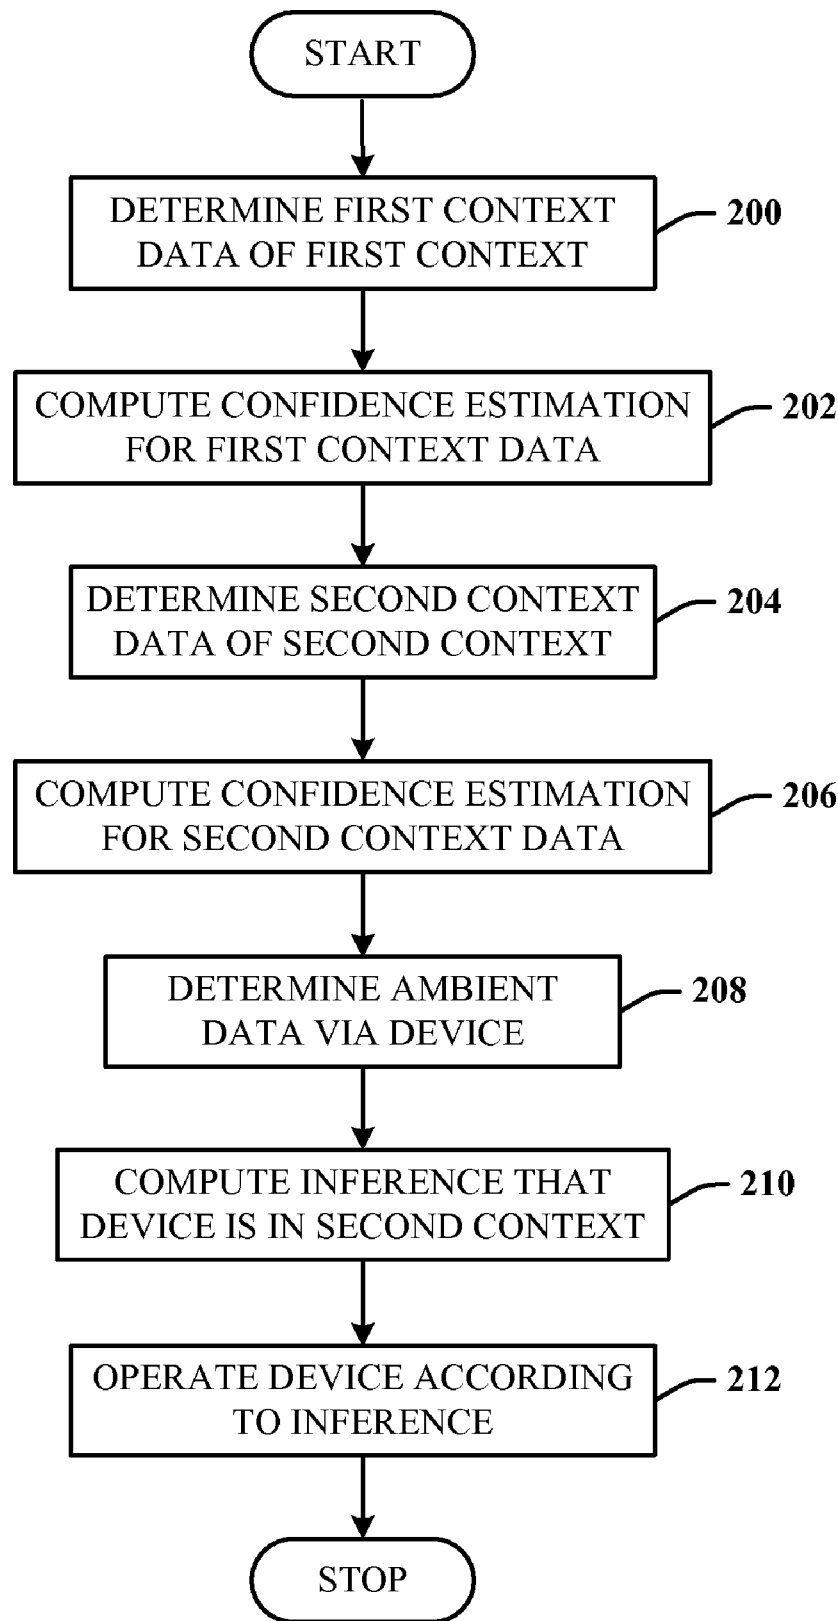 START
DETERMINE FIRST CONTEXT
DATA OF FIRST CONTEXT
200
COMPUTE CONFIDENCE ESTIMATION
FOR FIRST CONTEXT DATA
202
DETERMINE SECOND CONTEXT
DATA OF SECOND CONTEXT
204
COMPUTE CONFIDENCE ESTIMATION
FOR SECOND CONTEXT DATA
206
DETERMINE AMBIENT
DATA VIA DEVICE
208
COMPUTE INFERENCE THAT
DEVICE IS IN SECOND CONTEXT
210
OPERATE DEVICE ACCORDING
TO INFERENCE
212
STOP